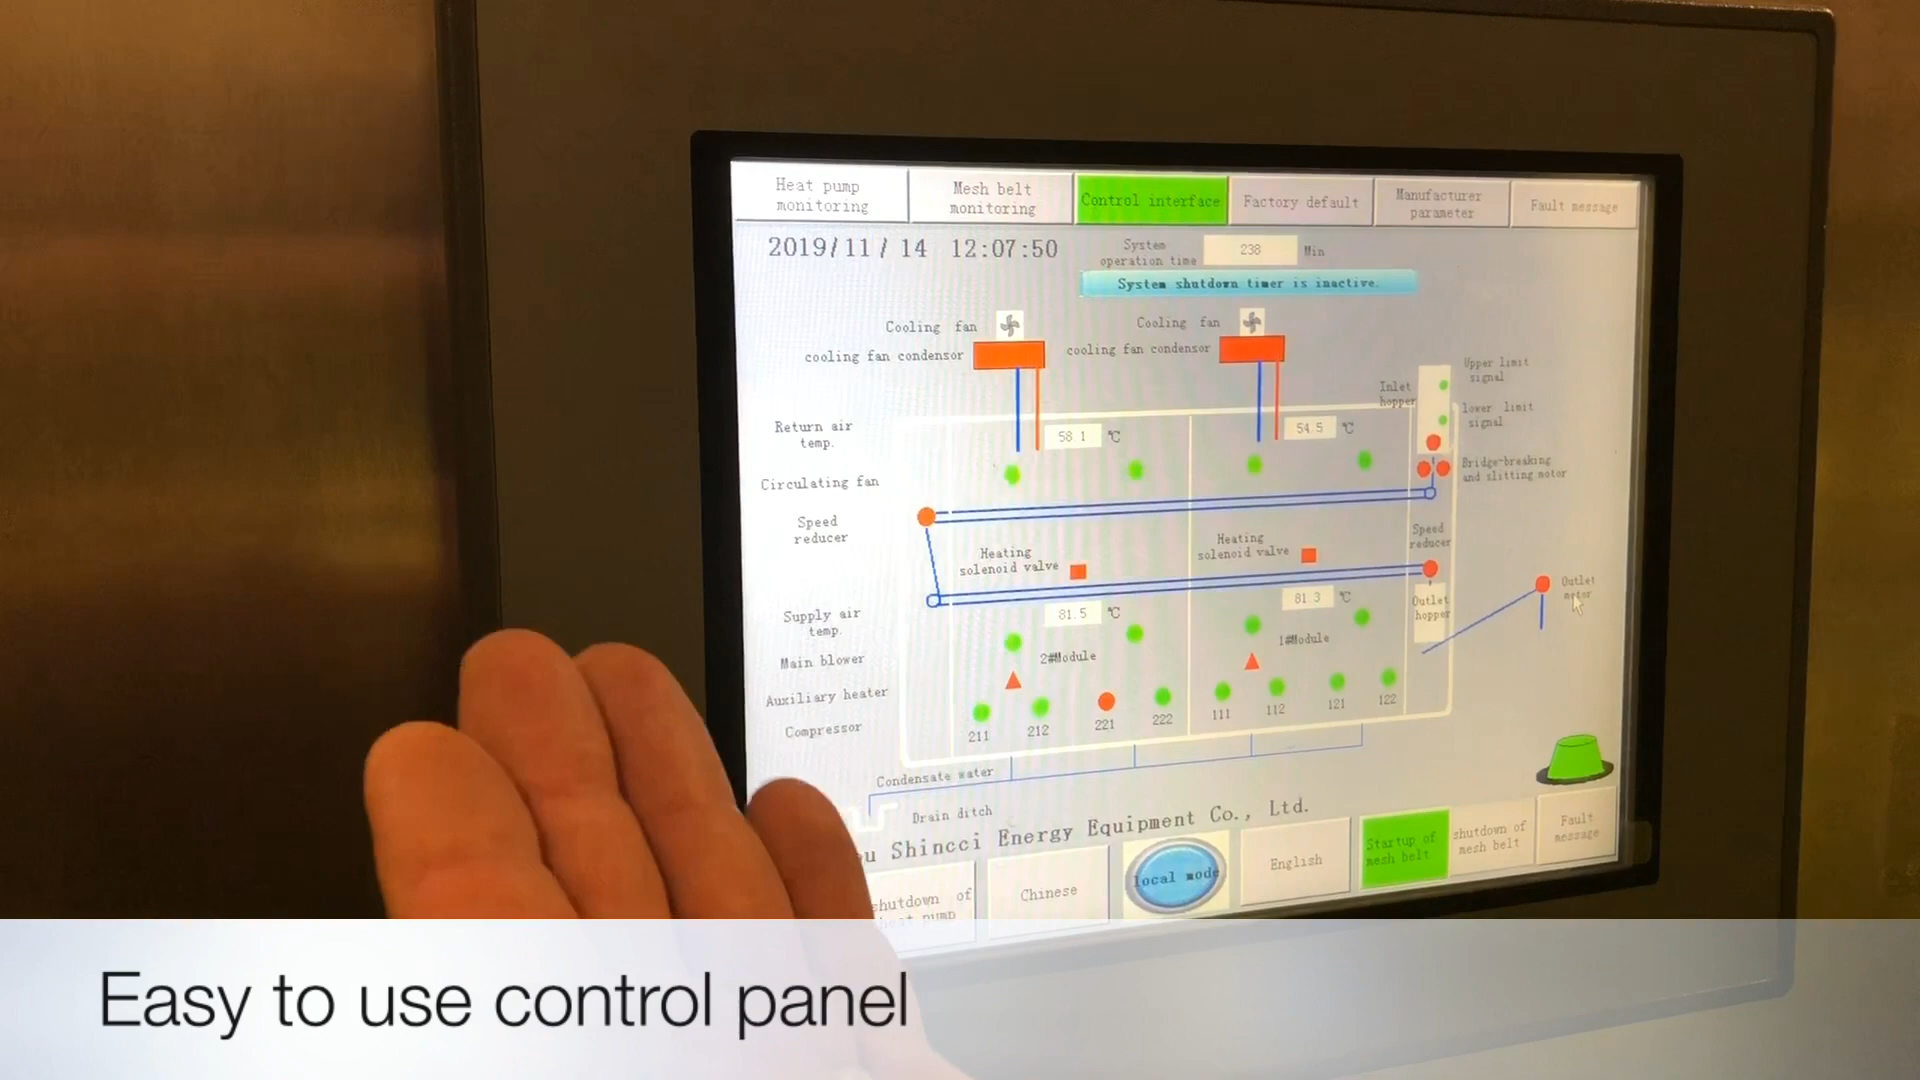 Heat pump
monitoring
Mesh belt
monitoring
Control interface
Factory default
Manufacturer
parameter
Fault message
2019/11/14 12:07:50
System
operation time
238
Min
System shutdown timer is inactive.
Cooling fan
Cooling fan
cooling fan condensor
cooling fan condensor
Upper limit
signal
Inlet
hopper
lower limit
signal
Return air
temp.
58.1 ℃
54.5 ℃
Circulating fan
Bridge-breaking
and slitting motor
Speed
reducer
Heating
solenoid valve
Heating
solenoid valve
Speed
reducer
Outlet
motor
Supply air
temp.
81.5 ℃
81.3 ℃
Outlet
hopper
Main blower
2#Module
1#Module
Auxiliary heater
Compressor
211
212
221
222
111
112
121
122
Condensate water
Drain ditch
Shincci Energy Equipment Co., Ltd.
shutdown of
heat pump
Chinese
local mode
English
Startup of
mesh belt
shutdown of
mesh belt
Fault
message
Easy to use control panel